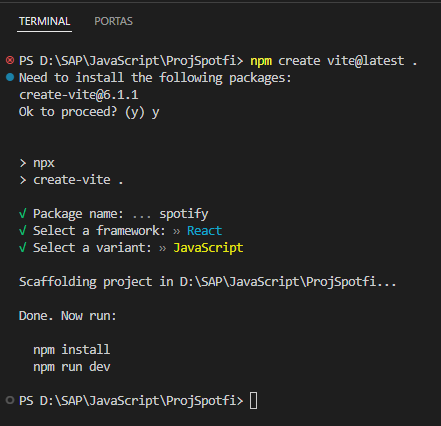 TERMINAL PORTAS
PS D:\SAP\JavaScript\ProjSpotfi> npm create vite@latest .
Need to install the following packages:
create-vite@6.1.1
Ok to proceed? (y) y
> npx
> create-vite .
√ Package name: ... spotify
√ Select a framework: » React
√ Select a variant: » JavaScript
Scaffolding project in D:\SAP\JavaScript\ProjSpotfi...
Done. Now run:
npm install
npm run dev
PS D:\SAP\JavaScript\ProjSpotfi>